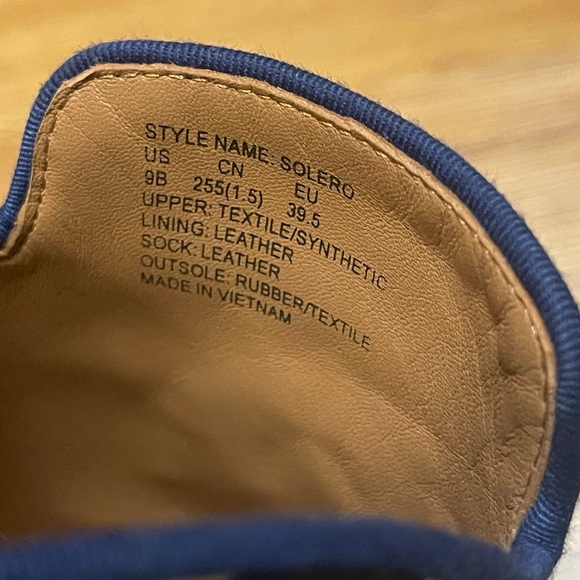 STYLE NAME: SOLERO
US CN EU
9B 255(1.5) 39.5
UPPER: TEXTILE/SYNTHETIC
LINING: LEATHER
SOCK: LEATHER
OUTSOLE: RUBBER/TEXTILE
MADE IN VIETNAM